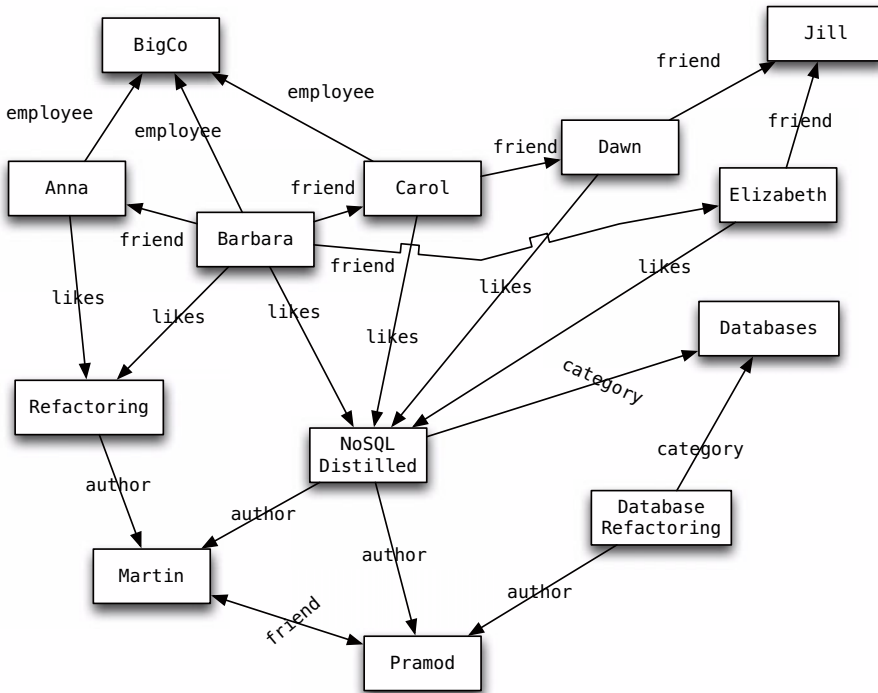 BigCo
Jill
friend
employee
employee
employee
friend
friend
Dawn
Anna
friend
Carol
Elizabeth
friend
Barbara
friend
likes
likes
likes
likes
likes
likes
Databases
category
Refactoring
NoSQL
Distilled
category
author
author
Database
Refactoring
author
Martin
author
friend
Pramod